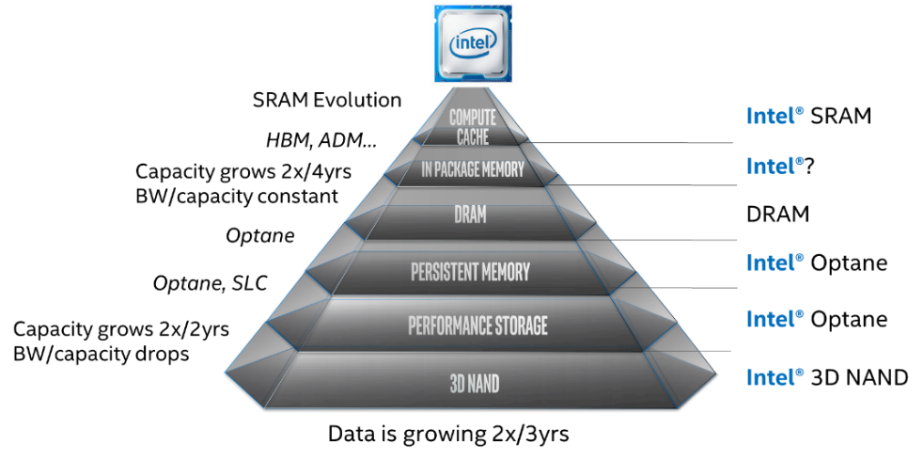 intel
SRAM Evolution
COMPUTE
CACHE
Intel® SRAM
HBM, ADM...
IN PACKAGE MEMORY
Intel®?
Capacity grows 2x/4yrs
BW/capacity constant
DRAM
DRAM
Optane
PERSISTENT MEMORY
Intel® Optane
Optane, SLC
PERFORMANCE STORAGE
Intel® Optane
Capacity grows 2x/2yrs
BW/capacity drops
3D NAND
Intel® 3D NAND
Data is growing 2x/3yrs